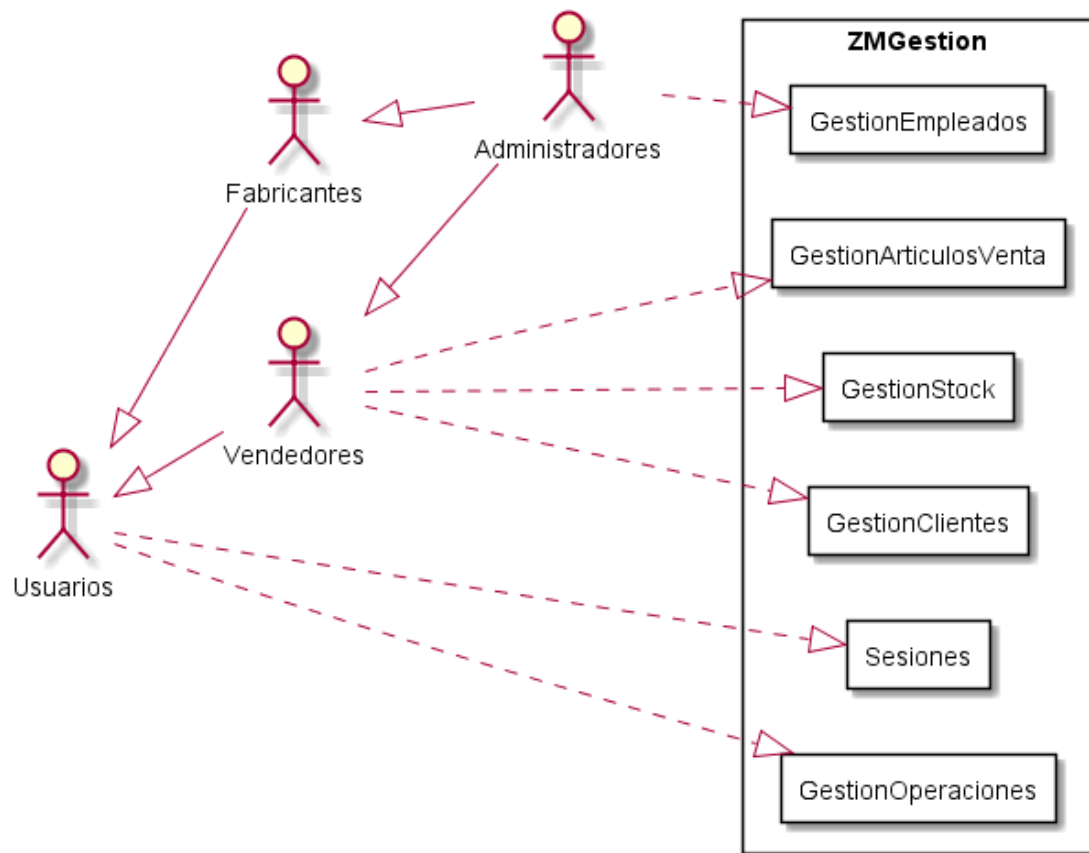 ZMGestion
Administradores
Fabricantes
GestionEmpleados
GestionArticulosVenta
Vendedores
GestionStock
GestionClientes
Usuarios
Sesiones
GestionOperaciones